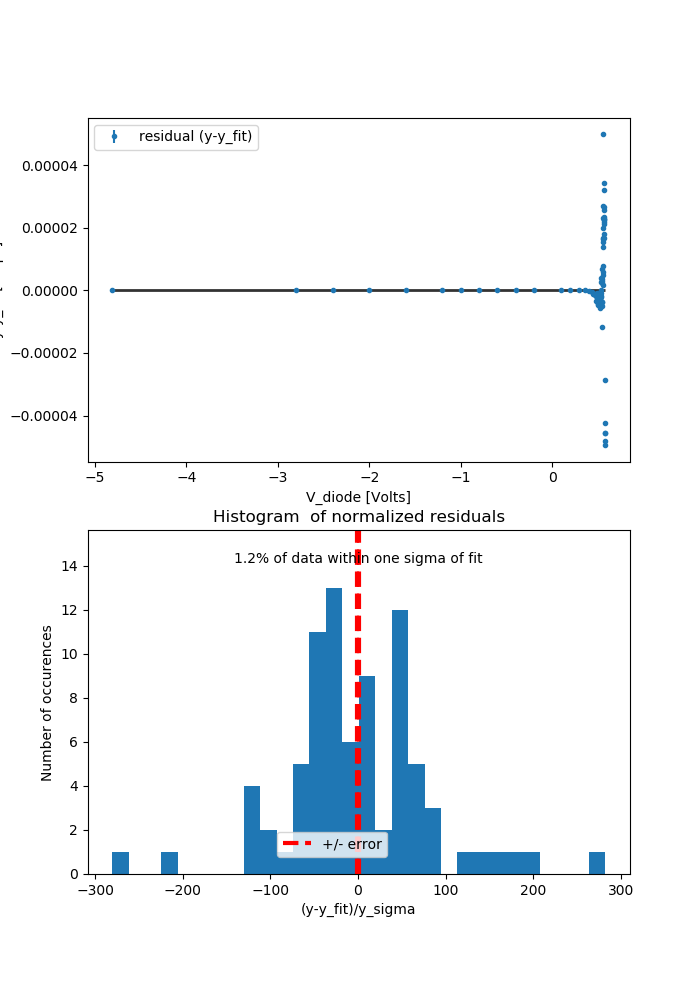 residual (y-y_fit)
0.00004
0.00002
0.00000
−0.00002
−0.00004
−5 −4 −3 −2 −1 0
V_diode [Volts]
Histogram of normalized residuals
1.2% of data within one sigma of fit
14
12
10
8
6
4
2
0
Number of occurences
+/- error
−300 −200 −100 0 100 200 300
(y-y_fit)/y_sigma